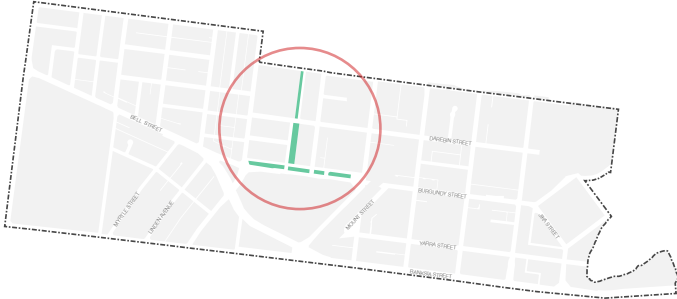 BELL STREET
DAREBIN STREET
MYRTLE STREET
LINDEN AVENUE
BURGUNDY STREET
MOUNT STREET
JIKA STREET
YARRA STREET
BANKSIA STREET